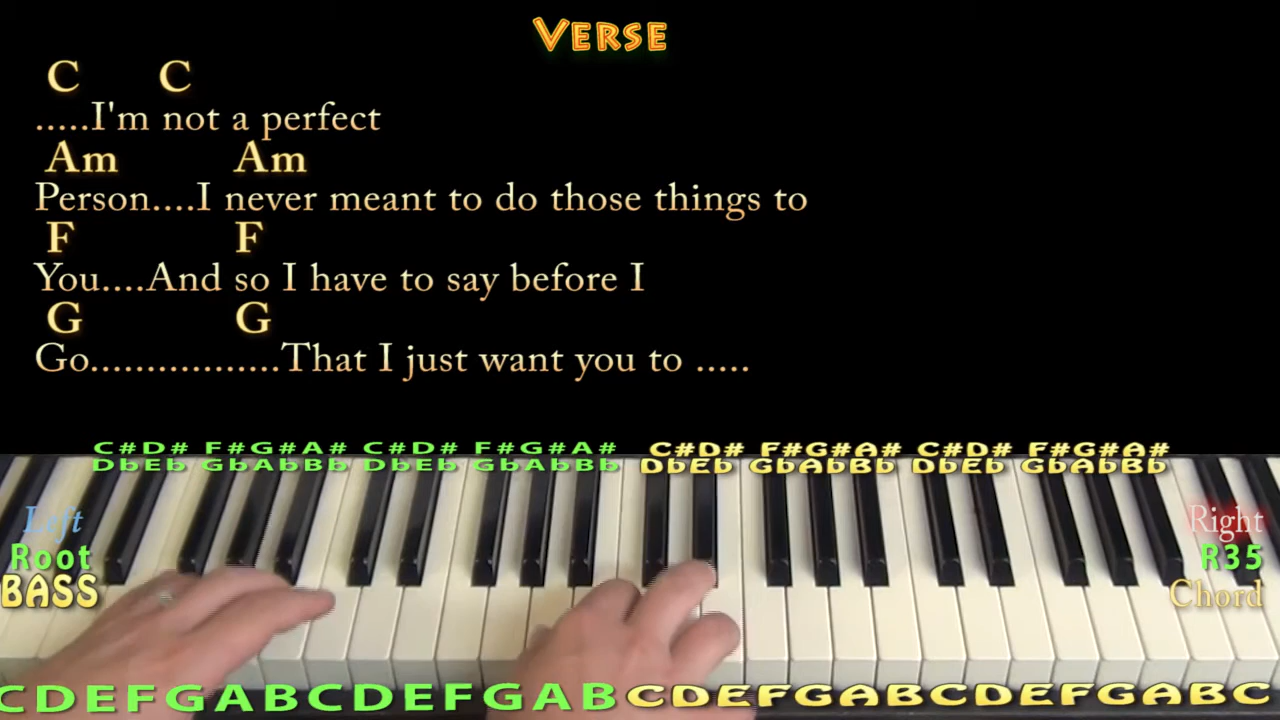 VERSE
C C
.....I'm not a perfect
Am Am
Person....I never meant to do those things to
F F
You....And so I have to say before I
G G
Go.................That I just want you to .....
C#D# F#G#A# C#D# F#G#A# C#D# F#G#A# C#D# F#G#A#
DbEb GbAbBb DbEb GbAbBb DbEb GbAbBb DbEb GbAbBb
Left
Root
BASS
Right
R35
Chord
CDEFGABCDEFGAB CDEFGABCDEFGABC